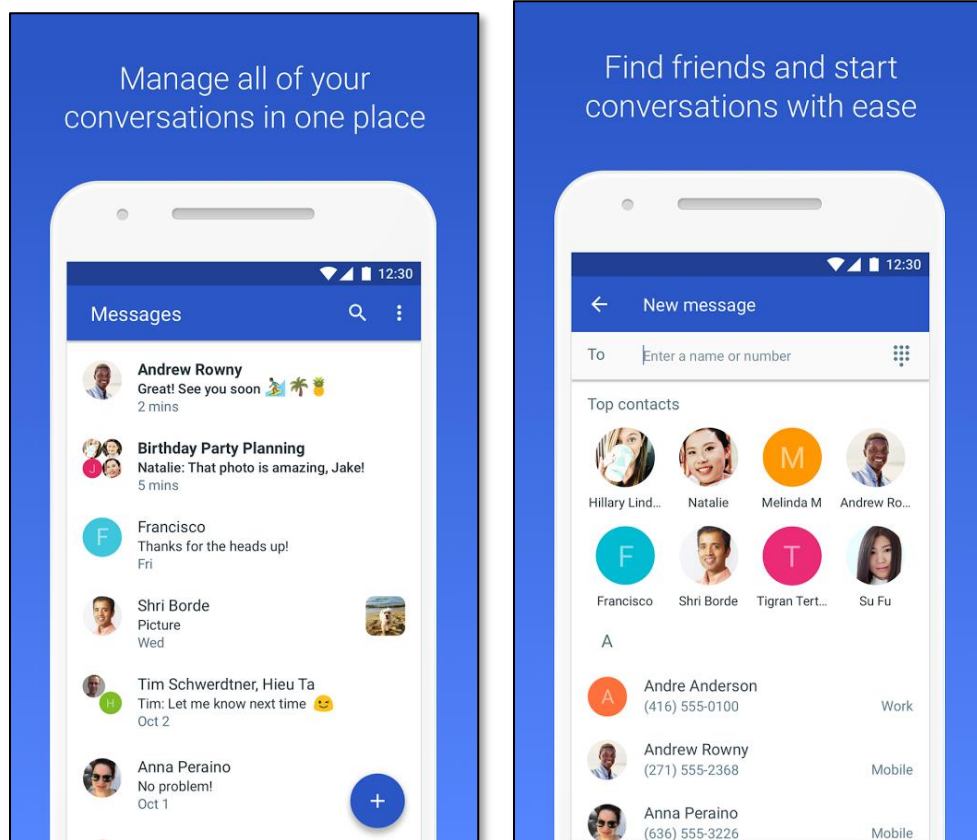 Manage all of your
conversations in one place
12:30
Messages
Andrew Rowny
Great! See you soon 🏄🌴🍍
2 mins
Birthday Party Planning
Natalie: That photo is amazing, Jake!
5 mins
J
F
Francisco
Thanks for the heads up!
Fri
Shri Borde
Picture
Wed
Tim Schwerdtner, Hieu Ta
Tim: Let me know next time 😉
Oct 2
H
Anna Peraino
No problem!
Oct 1
+
Find friends and start
conversations with ease
12:30
New message
To Enter a name or number
Top contacts
M
Hillary Lind... Natalie Melinda M Andrew Ro...
F T
Francisco Shri Borde Tigran Tert... Su Fu
A
A
Andre Anderson
(416) 555-0100 Work
Andrew Rowny
(271) 555-2368 Mobile
Anna Peraino
(636) 555-3226 Mobile